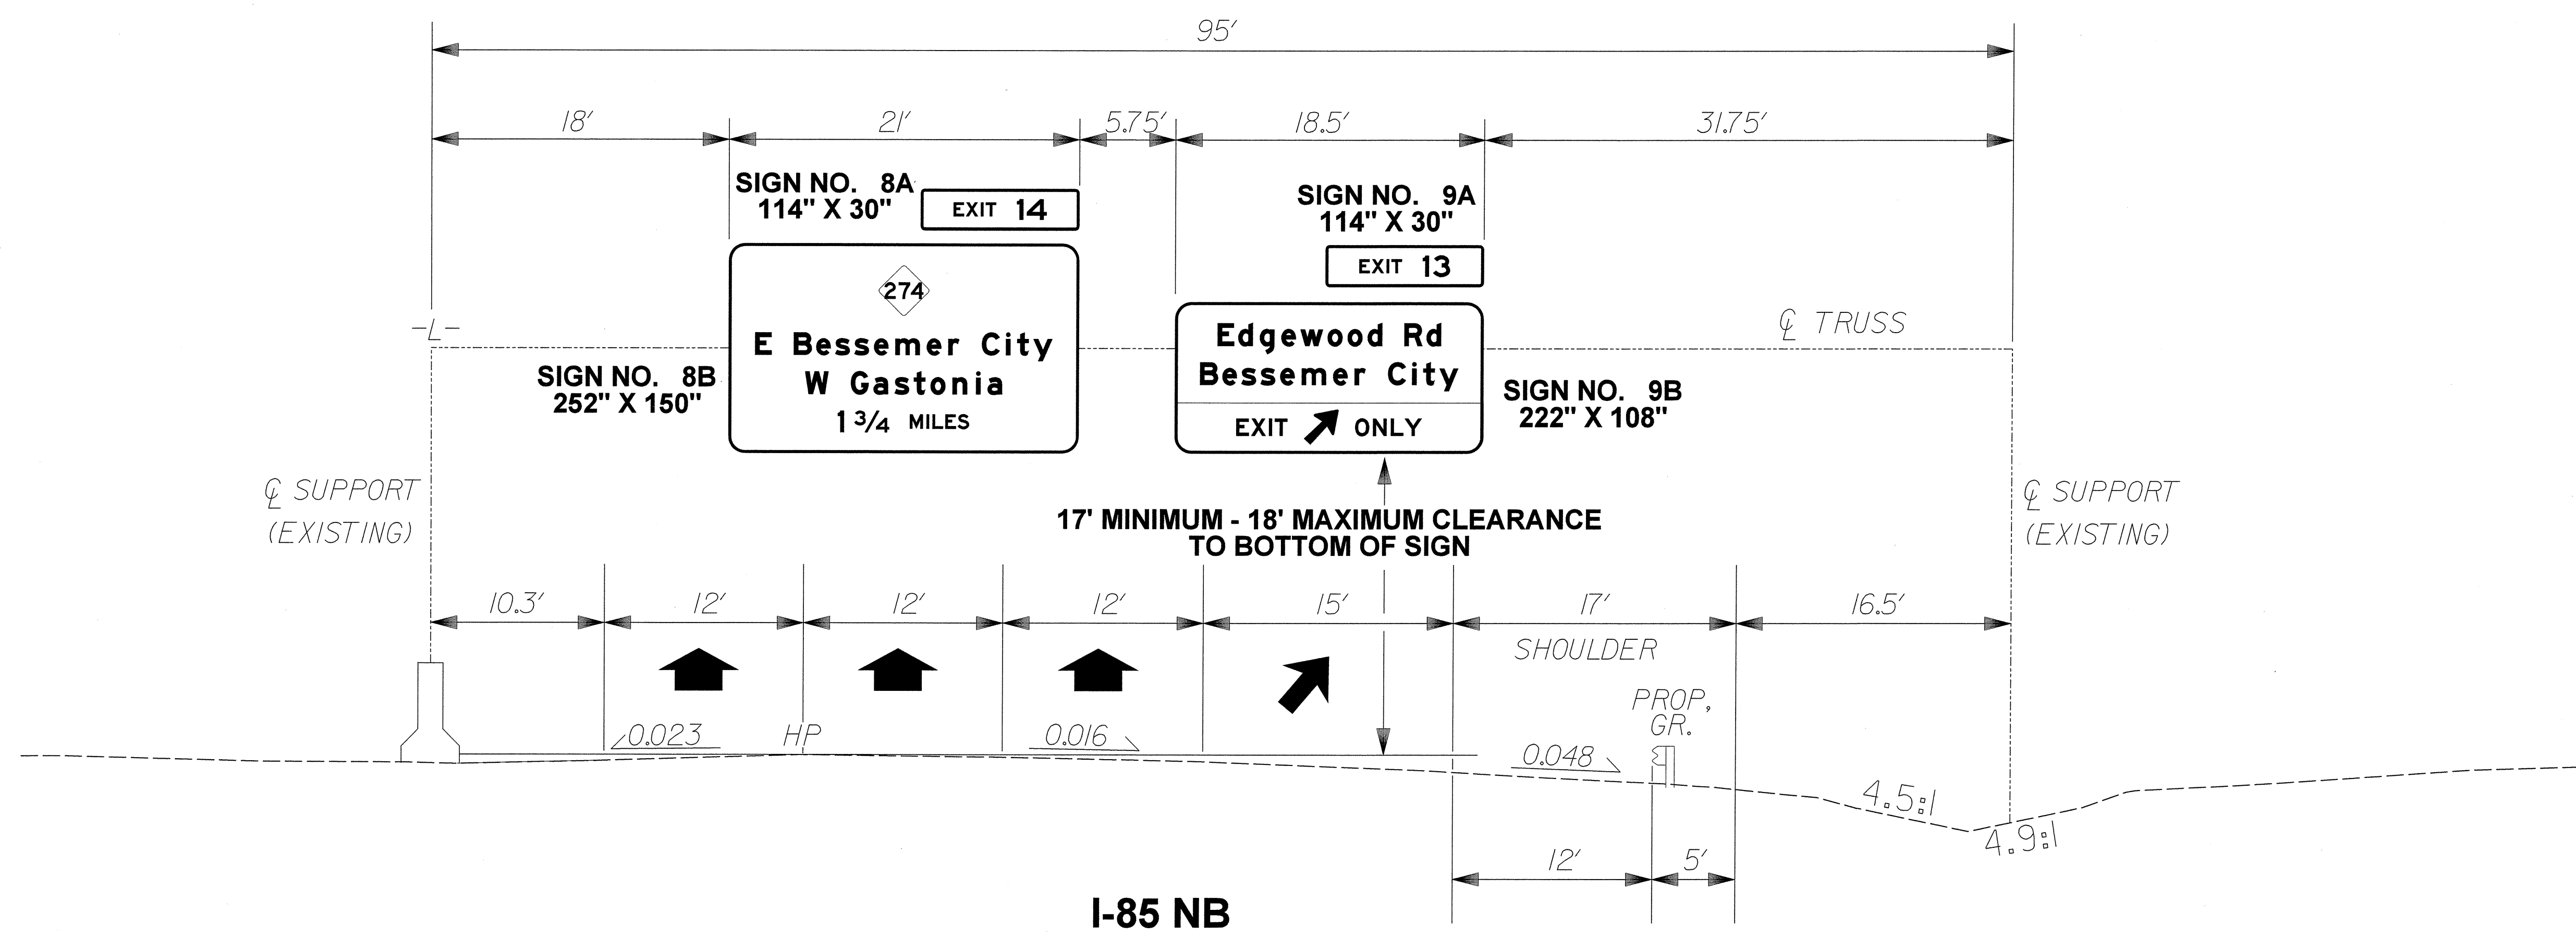 95'
18' 21' 5.75' 18.5' 31.75'
SIGN NO. 8A
114" X 30"
EXIT 14
SIGN NO. 9A
114" X 30"
EXIT 13
274
E Bessemer City
W Gastonia
1 3/4 MILES
Edgewood Rd
Bessemer City
EXIT ONLY
-L-
℄ TRUSS
SIGN NO. 8B
252" X 150"
SIGN NO. 9B
222" X 108"
℄ SUPPORT
(EXISTING)
17' MINIMUM - 18' MAXIMUM CLEARANCE
TO BOTTOM OF SIGN
℄ SUPPORT
(EXISTING)
10.3' 12' 12' 12' 15' 17' 16.5'
SHOULDER
PROP.
GR.
0.023 HP 0.016 0.048
4.5:1
4.9:1
12' 5'
I-85 NB